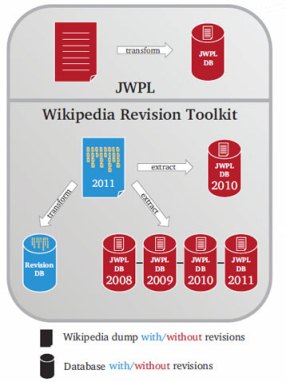 transform
JWPL
DB
JWPL
Wikipedia Revision Toolkit
2011
extract
JWPL
DB
2010
transform
extract
Revision
DB
JWPL
DB
2008
JWPL
DB
2009
JWPL
DB
2010
JWPL
DB
2011
Wikipedia dump with/without revisions
Database with/without revisions